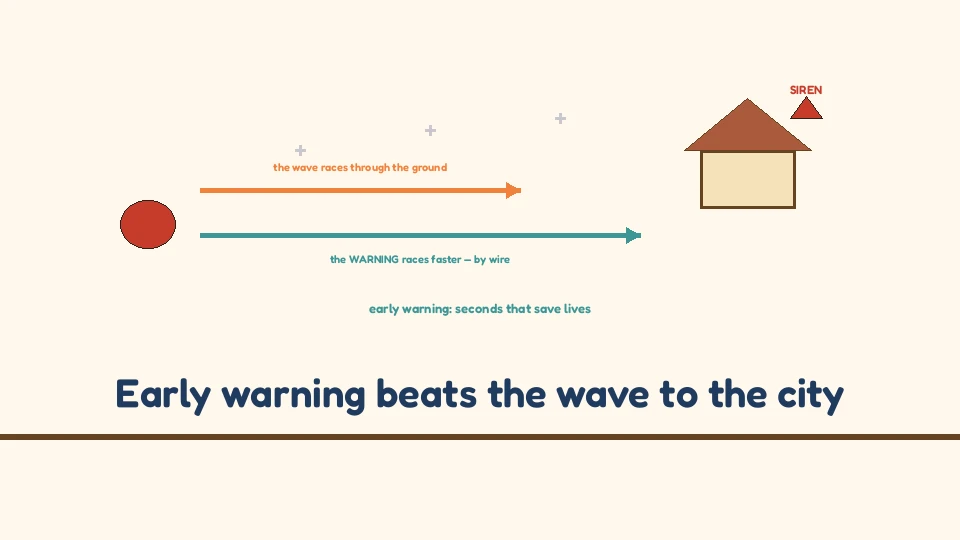 SIREN
the wave races through the ground
the WARNING races faster — by wire
early warning: seconds that save lives
Early warning beats the wave to the city